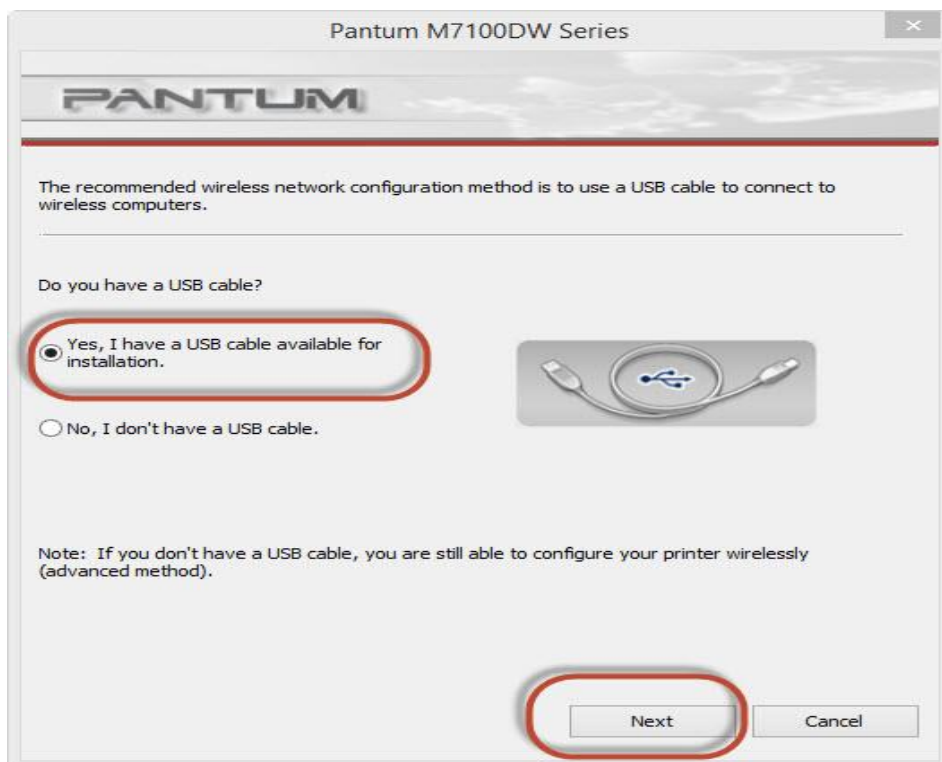 Pantum M7100DW Series
PANTUM
The recommended wireless network configuration method is to use a USB cable to connect to
wireless computers.
Do you have a USB cable?
Yes, I have a USB cable available for
installation.
No, I don't have a USB cable.
Note: If you don't have a USB cable, you are still able to configure your printer wirelessly
(advanced method).
Next Cancel